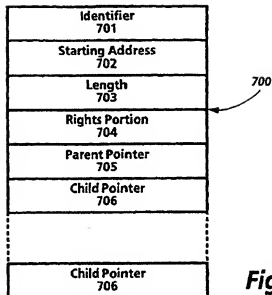 Identifier
701
Starting Address
702
Length
703
700
Rights Portion
704
Parent Pointer
705
Child Pointer
706
Child Pointer
706
Fig